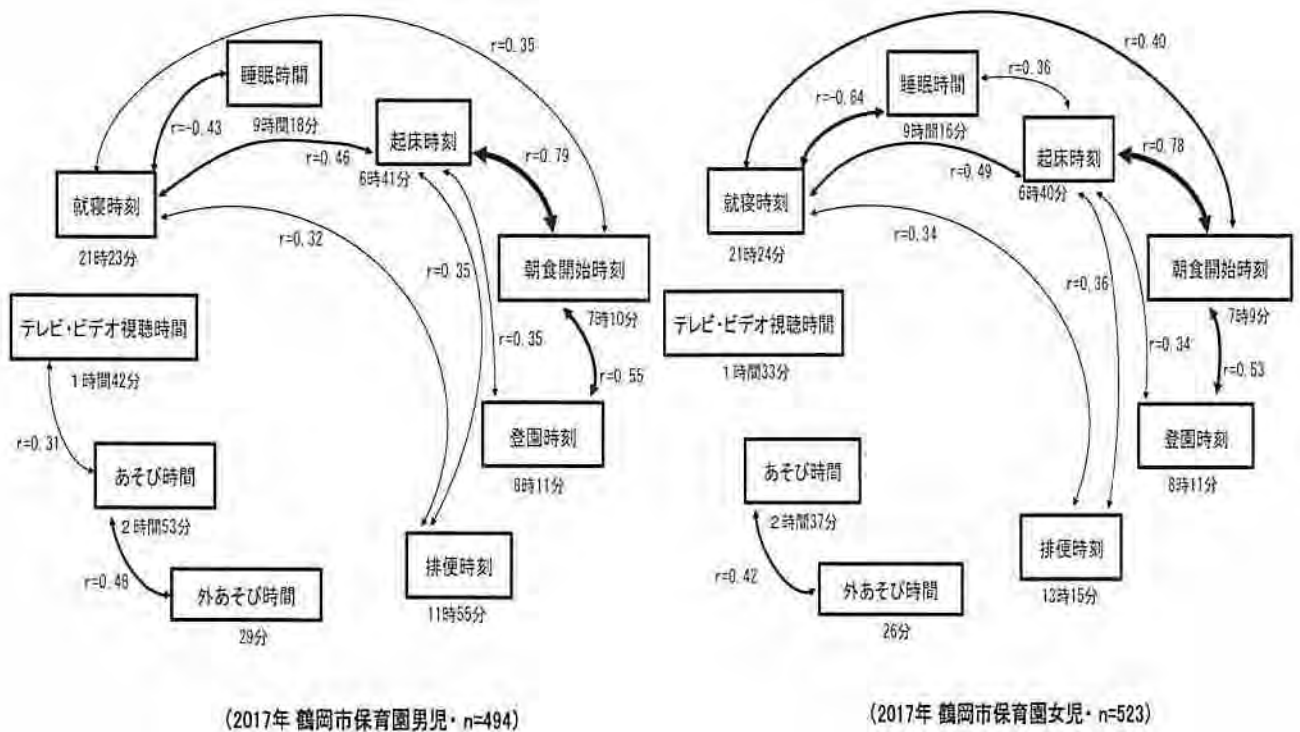 r=0.35
睡眠時間
9時間18分
r=-0.43
起床時刻
6時41分
r=0.46
r=0.79
就寝時刻
21時23分
r=0.32
r=0.35
朝食開始時刻
7時10分
テレビ・ビデオ視聴時間
1時間42分
r=0.35
r=0.55
登園時刻
8時11分
r=0.31
あそび時間
2時間53分
排便時刻
11時55分
r=0.46
外あそび時間
29分
(2017年 鶴岡市保育園男児・n=494)
r=0.40
睡眠時間
9時間16分
r=0.36
r=-0.64
起床時刻
6時40分
r=0.78
r=0.49
就寝時刻
21時24分
r=0.34
朝食開始時刻
7時9分
r=0.36
テレビ・ビデオ視聴時間
1時間33分
r=0.34
r=0.53
登園時刻
8時11分
あそび時間
2時間37分
排便時刻
r=0.42
外あそび時間
26分
(2017年 鶴岡市保育園女児・n=523)